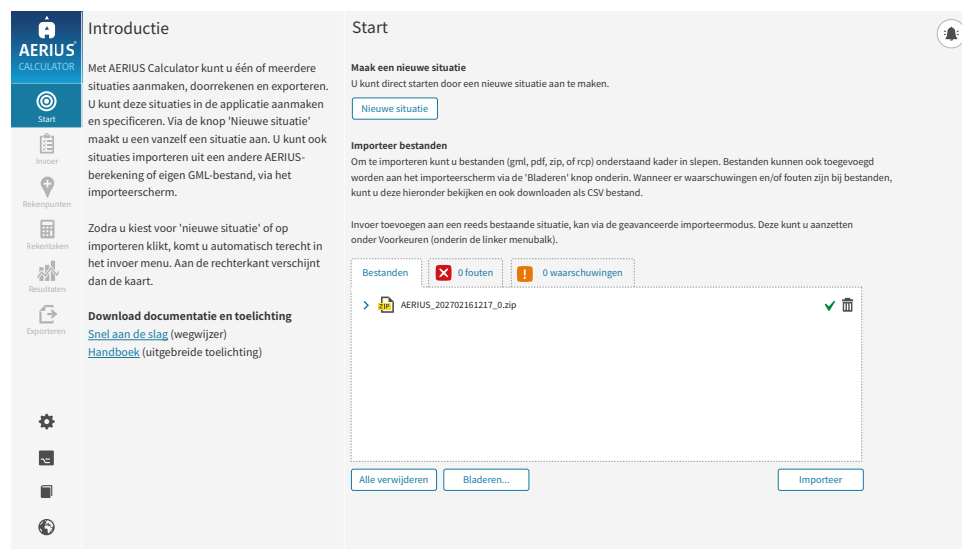 AERIUS
CALCULATOR
Start
Invoer
Rekenpunten
Rekentaken
Resultaten
Exporteren
Introductie
Met AERIUS Calculator kunt u één of meerdere
situaties aanmaken, doorrekenen en exporteren.
U kunt deze situaties in de applicatie aanmaken
en specificeren. Via de knop 'Nieuwe situatie'
maakt u een vanzelf een situatie aan. U kunt ook
situaties importeren uit een andere AERIUS-
berekening of eigen GML-bestand, via het
importeerscherm.
Zodra u kiest voor 'nieuwe situatie' of op
importeren klikt, komt u automatisch terecht in
het invoer menu. Aan de rechterkant verschijnt
dan de kaart.
Download documentatie en toelichting
Snel aan de slag (wegwijzer)
Handboek (uitgebreide toelichting)
Start
Maak een nieuwe situatie
U kunt direct starten door een nieuwe situatie aan te maken.
Nieuwe situatie
Importeer bestanden
Om te importeren kunt u bestanden (gml, pdf, zip, of rcp) onderstaand kader in slepen. Bestanden kunnen ook toegevoegd
worden aan het importeerscherm via de 'Bladeren' knop onderin. Wanneer er waarschuwingen en/of fouten zijn bij bestanden,
kunt u deze hieronder bekijken en ook downloaden als CSV bestand.
Invoer toevoegen aan een reeds bestaande situatie, kan via de geavanceerde importeermodus. Deze kunt u aanzetten
onder Voorkeuren (onderin de linker menubalk).
Bestanden 0 fouten 0 waarschuwingen
ZIP AERIUS_202702161217_0.zip
Alle verwijderen Bladeren... Importeer